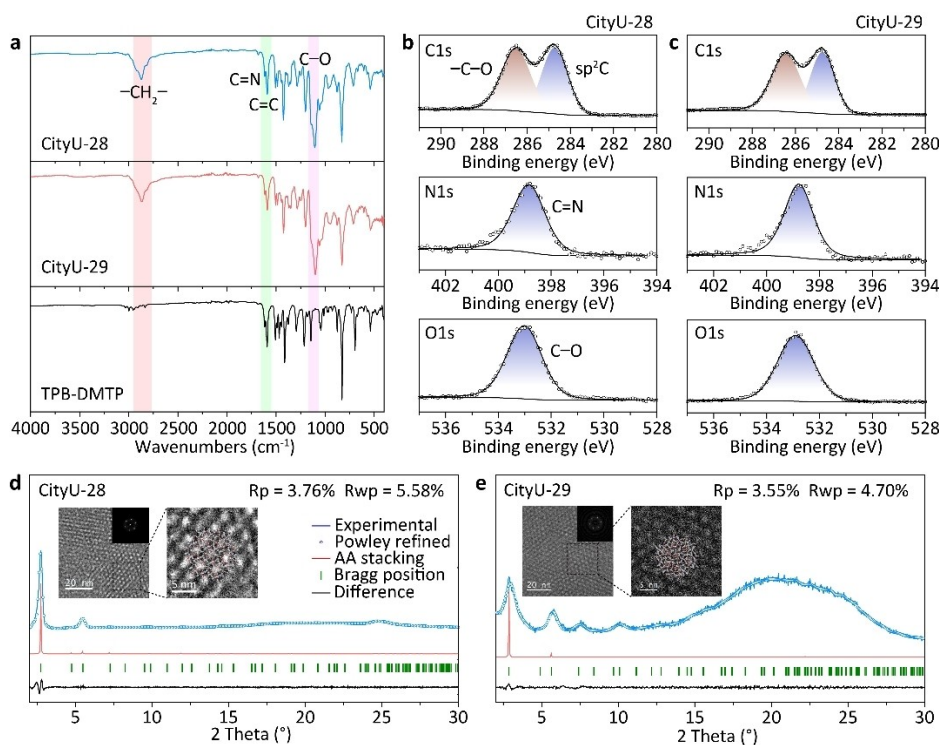 CityU-28
CityU-29
a
b
c
−CH₂−
C=N
C=C
C−O
CityU-28
CityU-29
TPB-DMTP
4000 3500 3000 2500 2000 1500 1000 500
Wavenumbers (cm⁻¹)
C1s
−C−O
sp²C
290 288 286 284 282 280
Binding energy (eV)
N1s
C=N
402 400 398 396 394
Binding energy (eV)
O1s
C−O
536 534 532 530 528
Binding energy (eV)
C1s
290 288 286 284 282 280
Binding energy (eV)
N1s
402 400 398 396 394
Binding energy (eV)
O1s
536 534 532 530 528
Binding energy (eV)
d
CityU-28
Rp = 3.76% Rwp = 5.58%
20 nm
5 nm
Experimental
Powley refined
AA stacking
Bragg position
Difference
5 10 15 20 25 30
2 Theta (°)
e
CityU-29
Rp = 3.55% Rwp = 4.70%
20 nm
5 nm
5 10 15 20 25 30
2 Theta (°)